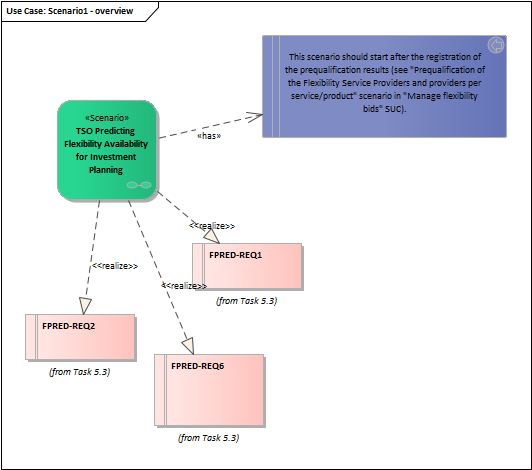 Use Case: Scenario1 - overview
This scenario should start after the registration of
the prequalification results (see "Prequalification of
the Flexibility Service Providers and providers per
service/product" scenario in "Manage flexibility
bids" SUC).
«Scenario»
TSO Predicting
Flexibility Availability
for Investment
Planning
«has»
<<realize>>
FPRED-REQ1
<<realize>>
<<realize>>
(from Task 5.3)
FPRED-REQ2
FPRED-REQ6
(from Task 5.3)
(from Task 5.3)